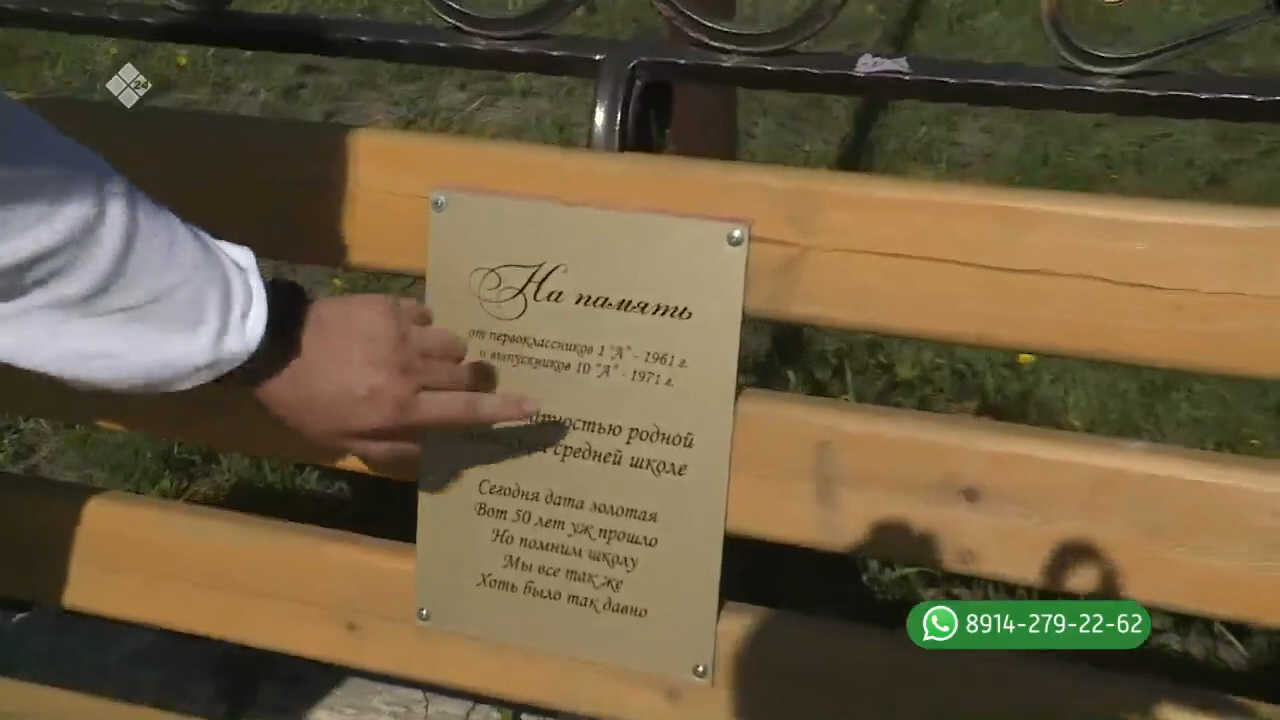 24
На память
от первоклассников 1 "А" - 1961 г.
и выпускников 10 "А" - 1971 г.
родной
средней школе
Сегодня дата золотая
Вот 50 лет уж прошло
Но помним школу
Мы все так же
Хоть было так давно
8914-279-22-62